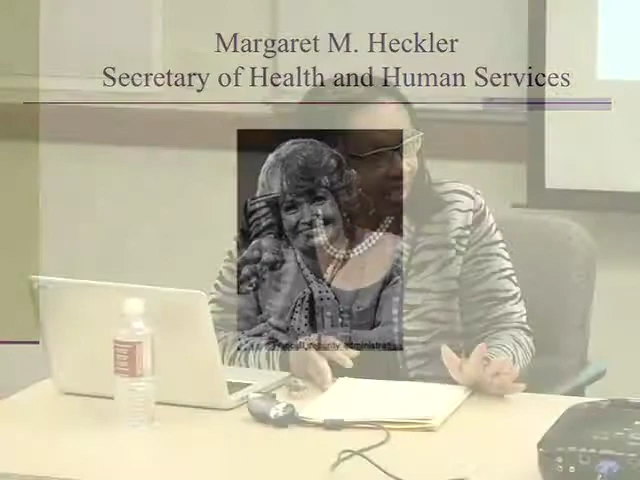 Margaret M. Heckler
Secretary of Health and Human Services